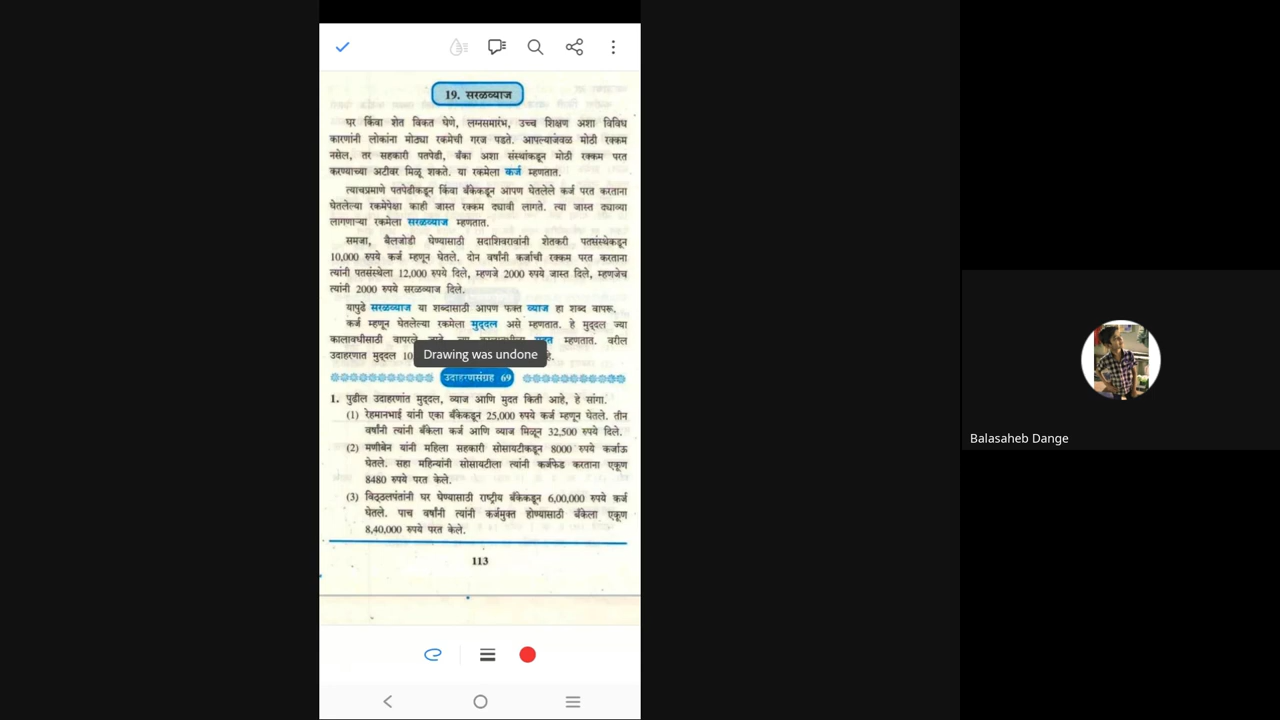 19. सरळव्याज
घर किंवा शेत विकत घेणे, लग्नसमारंभ, उच्च शिक्षण अशा विविध
कारणांनी लोकांना मोठ्या रकमेची गरज पडते. आपल्याजवळ मोठी रक्कम
नसेल, तर सहकारी पतपेढी, बँका अशा संस्थांकडून मोठी रक्कम परत
करण्याच्या अटीवर मिळू शकते. या रकमेला कर्ज म्हणतात.
त्याचप्रमाणे पतपेढीकडून किंवा बँकेकडून आपण घेतलेले कर्ज परत करताना
घेतलेल्या रकमेपेक्षा काही जास्त रक्कम दयावी लागते. त्या जास्त दयाव्या
लागणाऱ्या रकमेला सरळव्याज म्हणतात.
समजा, बैलजोडी घेण्यासाठी सदाशिवरावांनी शेतकरी पतसंस्थेकडून
10,000 रुपये कर्ज म्हणून घेतले. दोन वर्षांनी कर्जाची रक्कम परत करताना
त्यांनी पतसंस्थेला 12,000 रुपये दिले, म्हणजे 2000 रुपये जास्त दिले, म्हणजेच
त्यांनी 2000 रुपये सरळव्याज दिले.
यापुढे सरळव्याज या शब्दासाठी आपण फक्त व्याज हा शब्द वापरू.
कर्ज म्हणून घेतलेल्या रकमेला मुद्दल असे म्हणतात. हे मुद्दल ज्या
कालावधीसाठी वापरले म्हणतात. वरील
उदाहरणात मुद्दल 10
Drawing was undone
उदाहरणसंग्रह 69
1. पुढील उदाहरणांत मुद्दल, व्याज आणि मुदत किती आहे, हे सांगा.
(1) रेहमानभाई यांनी एका बँकेकडून 25,000 रुपये कर्ज म्हणून घेतले. तीन
वर्षांनी त्यांनी बँकेला कर्ज आणि व्याज मिळून 32,500 रुपये दिले.
(2) मणीबेन यांनी महिला सहकारी सोसायटीकडून 8000 रुपये कर्जाऊ
घेतले. सहा महिन्यांनी सोसायटीला त्यांनी कर्जफेड करताना एकूण
8480 रुपये परत केले.
(3) विठ्ठलपंतांनी घर घेण्यासाठी राष्ट्रीय बँकेकडून 6,00,000 रुपये कर्ज
घेतले. पाच वर्षांनी त्यांनी कर्जमुक्त होण्यासाठी बँकेला एकूण
8,40,000 रुपये परत केले.
113
Balasaheb Dange